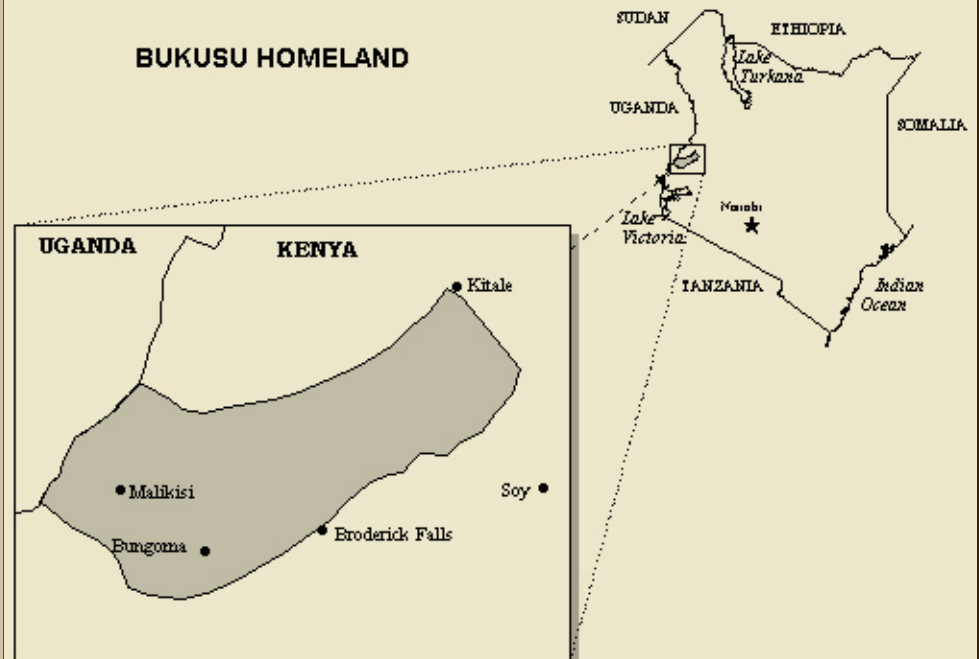 BUKUSU HOMELAND
SUDAN
ETHIOPIA
Lake
Turkana
UGANDA
SOMALIA
Nairobi
Lake
Victoria
TANZANIA
Indian
Ocean
UGANDA
KENYA
Kitale
Malikisi
Soy
Broderick Falls
Bungoma